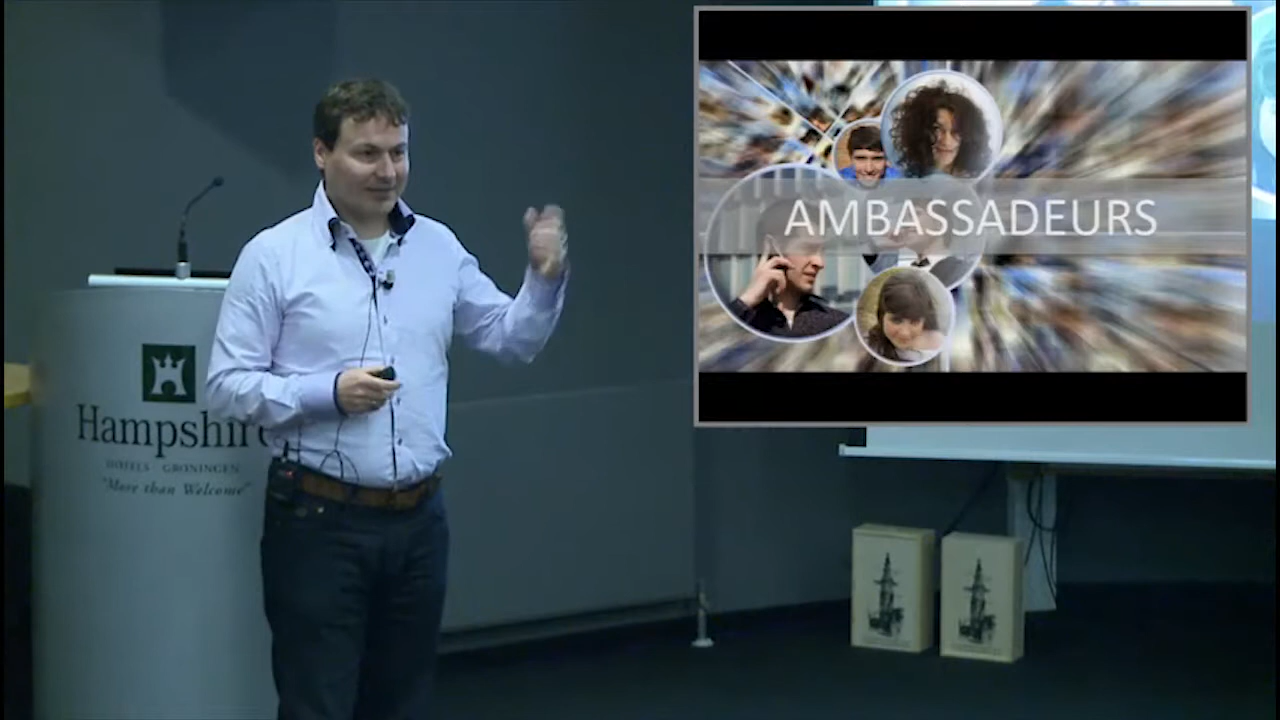 AMBASSADEURS
Hampshire
HOTELS GRONINGEN
"More than Welcome"